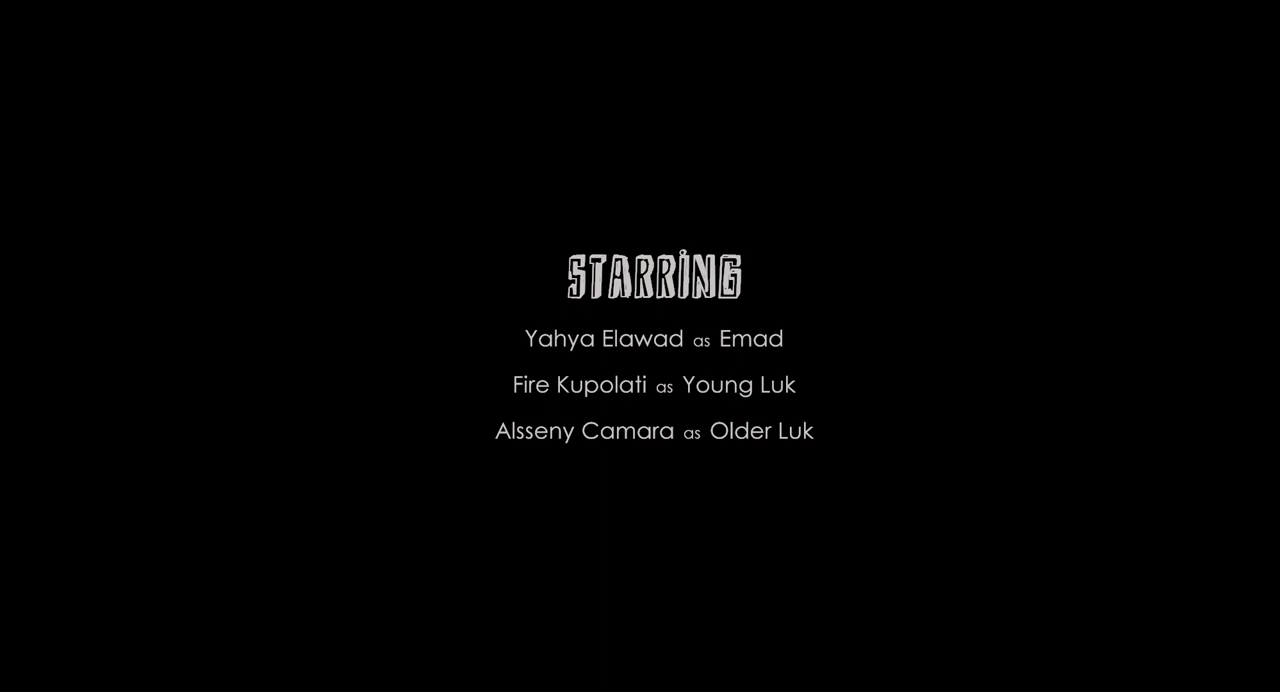 STARRiNG
Yahya Elawad as Emad
Fire Kupolati as Young Luk
Alsseny Camara as Older Luk